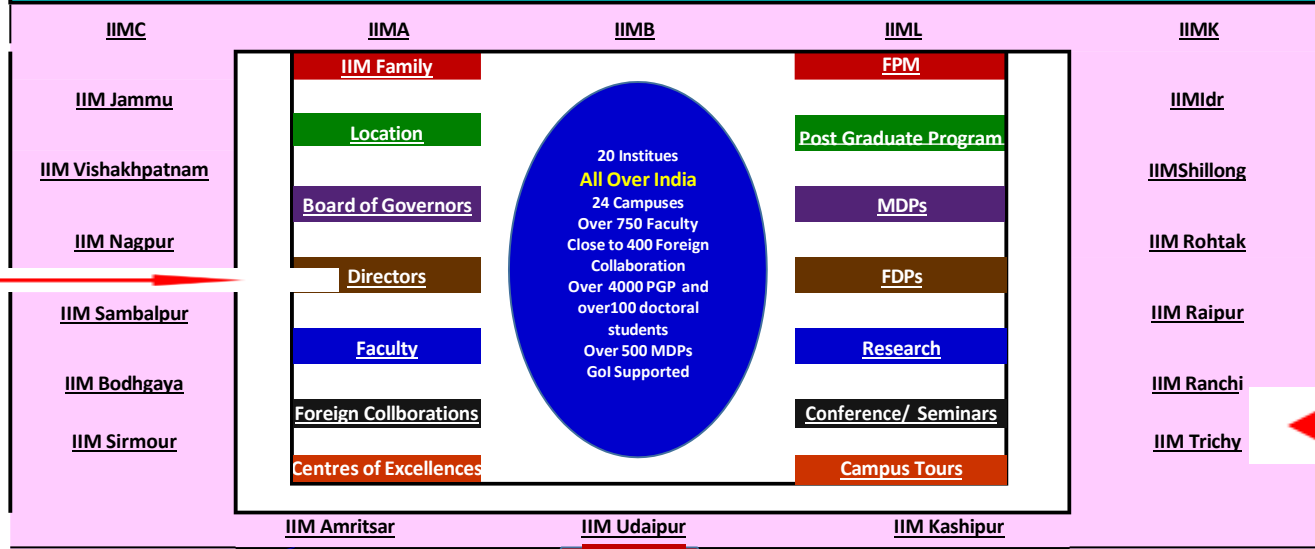 IIMC IIMA IIMB IIML IIMK
IIM Family
FPM
IIM Jammu
IIMIdr
Location
Post Graduate Program
20 Institues
All Over India
24 Campuses
Over 750 Faculty
Close to 400 Foreign
Collaboration
Over 4000 PGP and
over100 doctoral
students
Over 500 MDPs
GoI Supported
IIM Vishakhpatnam
IIMShillong
Board of Governors
MDPs
IIM Nagpur
IIM Rohtak
Directors
FDPs
IIM Sambalpur
IIM Raipur
Faculty
Research
IIM Bodhgaya
IIM Ranchi
Foreign Collborations
Conference/ Seminars
IIM Sirmour
IIM Trichy
Centres of Excellences
Campus Tours
IIM Amritsar IIM Udaipur IIM Kashipur